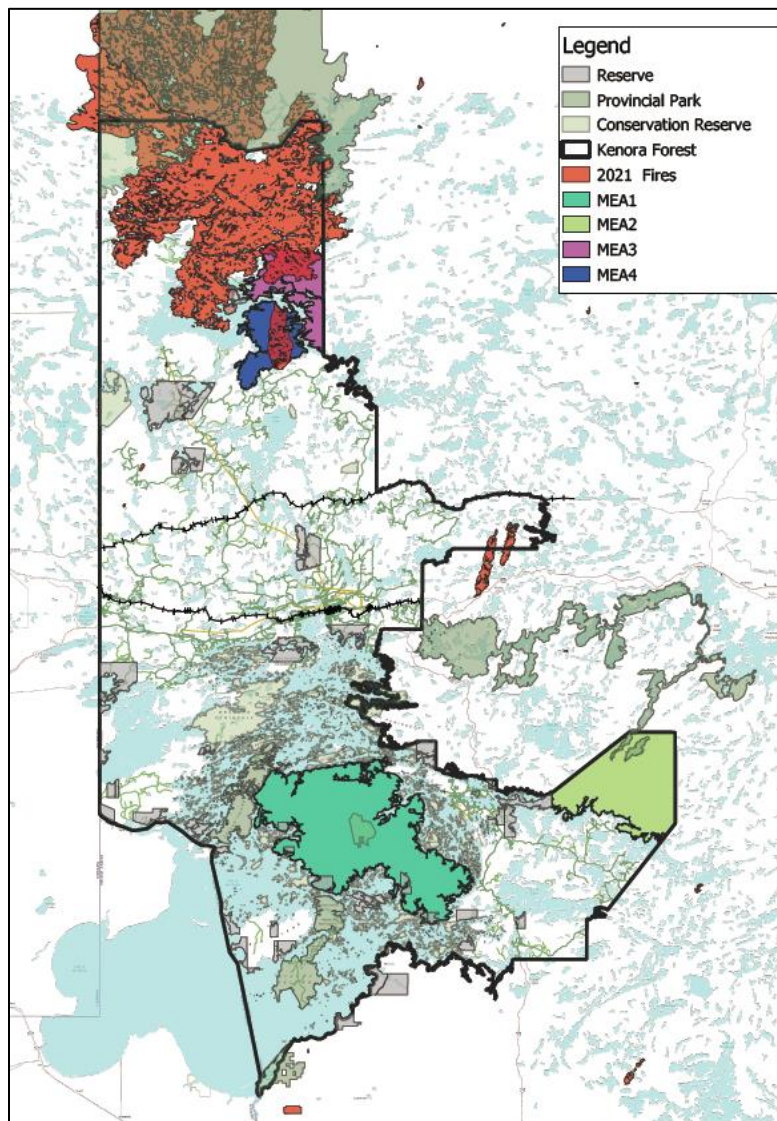 Legend
Reserve
Provincial Park
Conservation Reserve
Kenora Forest
2021 Fires
MEA1
MEA2
MEA3
MEA4